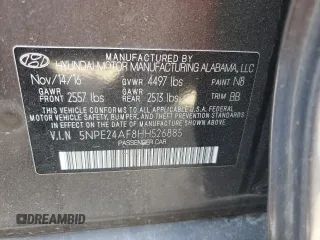 MANUFACTURED BY
HYUNDAI MOTOR MANUFACTURING ALABAMA, LLC
Nov/14/16 GVWR 4497 lbs PAINT NB
GAWR FRONT 2557 lbs GAWR REAR 2513 lbs TRIM BB
THIS VEHICLE CONFORMS TO ALL APPLICABLE U.S. FEDERAL
MOTOR VEHICLE SAFETY, BUMPER, AND THEFT PREVENTION
STANDARDS IN EFFECT ON THE DATE OF MANUFACTURE
SHOWN ABOVE.
V.I.N 5NPE24AF8HH526885
PASSENGER CAR
DREAMBID